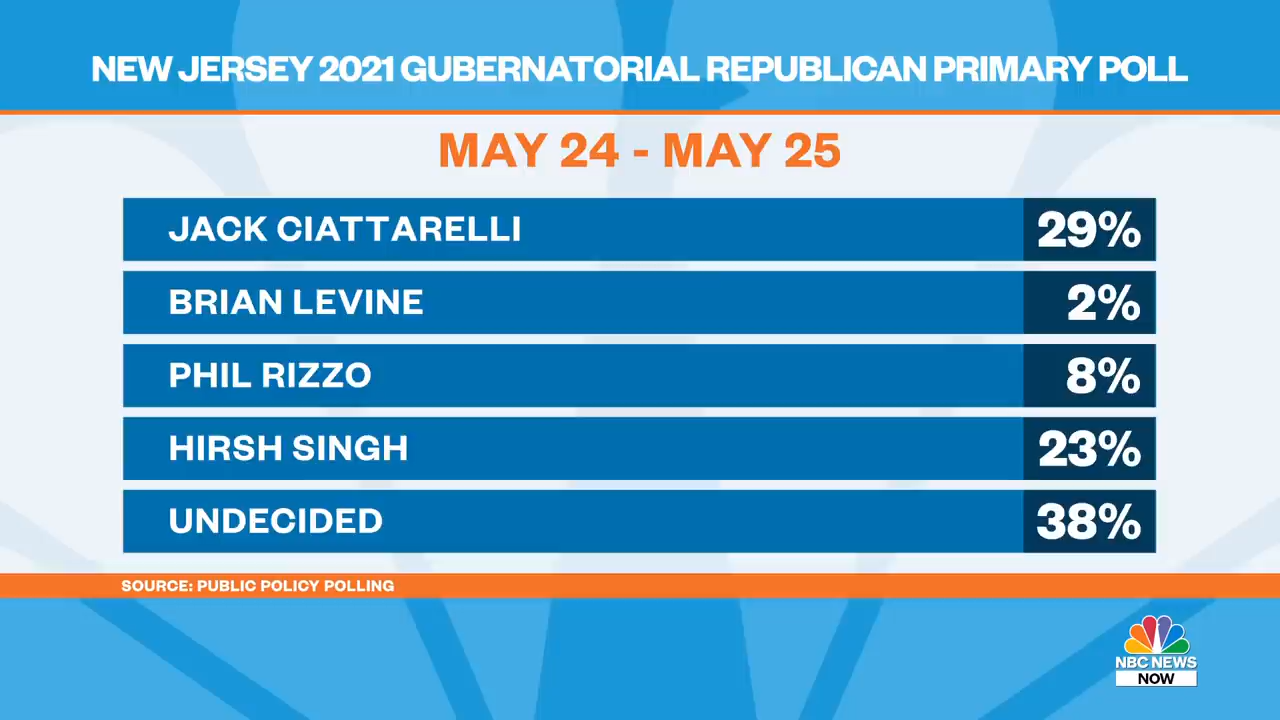 NEW JERSEY 2021 GUBERNATORIAL REPUBLICAN PRIMARY POLL
MAY 24 - MAY 25
JACK CIATTARELLI 29%
BRIAN LEVINE 2%
PHIL RIZZO 8%
HIRSH SINGH 23%
UNDECIDED 38%
SOURCE: PUBLIC POLICY POLLING
NBC NEWS
NOW